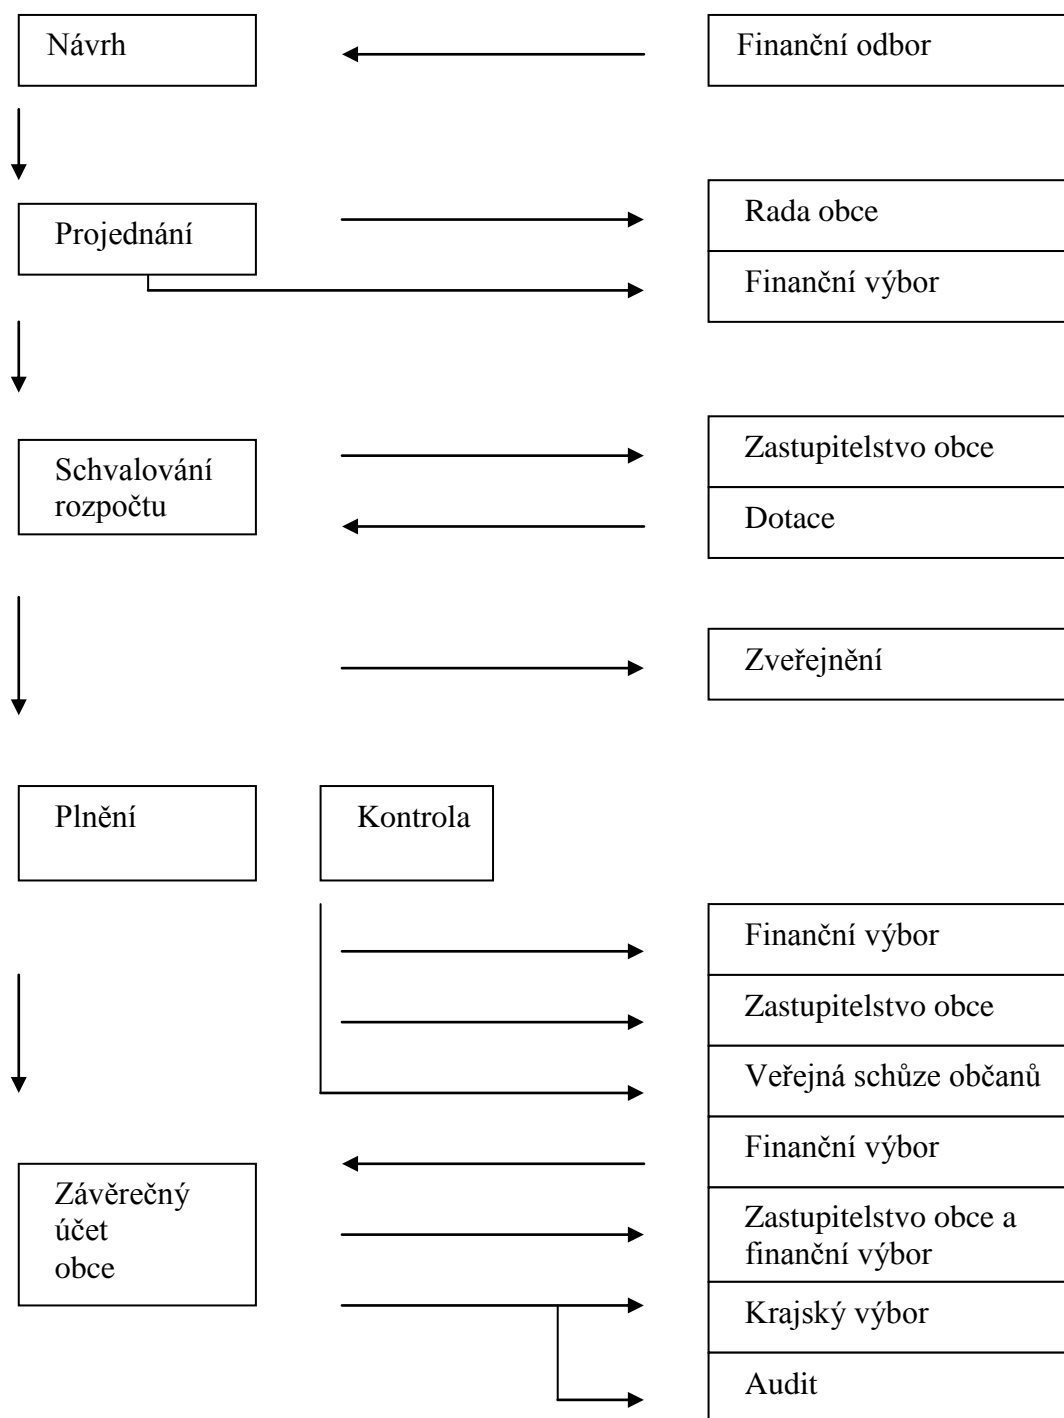 Návrh
Finanční odbor
Projednání
Rada obce
Finanční výbor
Schvalování
rozpočtu
Zastupitelstvo obce
Dotace
Zveřejnění
Plnění
Kontrola
Finanční výbor
Zastupitelstvo obce
Veřejná schůze občanů
Finanční výbor
Závěrečný
účet
obce
Zastupitelstvo obce a
finanční výbor
Krajský výbor
Audit